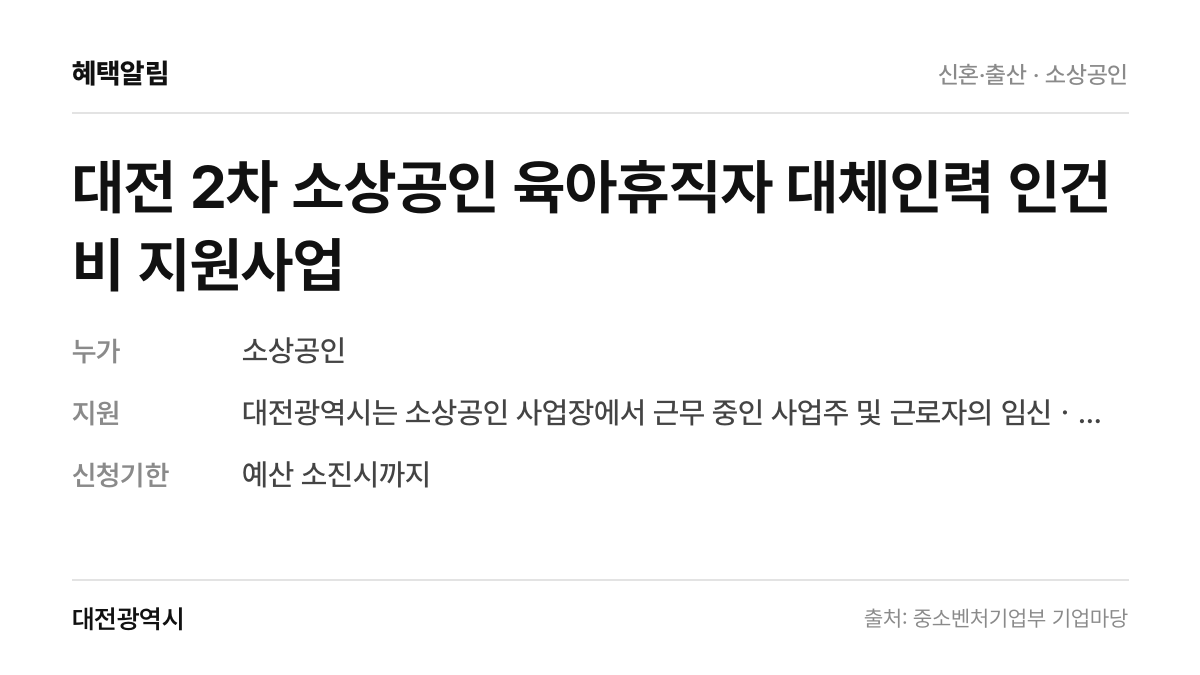 혜택알림
신혼·출산 · 소상공인
대전 2차 소상공인 육아휴직자 대체인력 인건
비 지원사업
누가 소상공인
지원 대전광역시는 소상공인 사업장에서 근무 중인 사업주 및 근로자의 임신 · ...
신청기한 예산 소진시까지
대전광역시
출처: 중소벤처기업부 기업마당